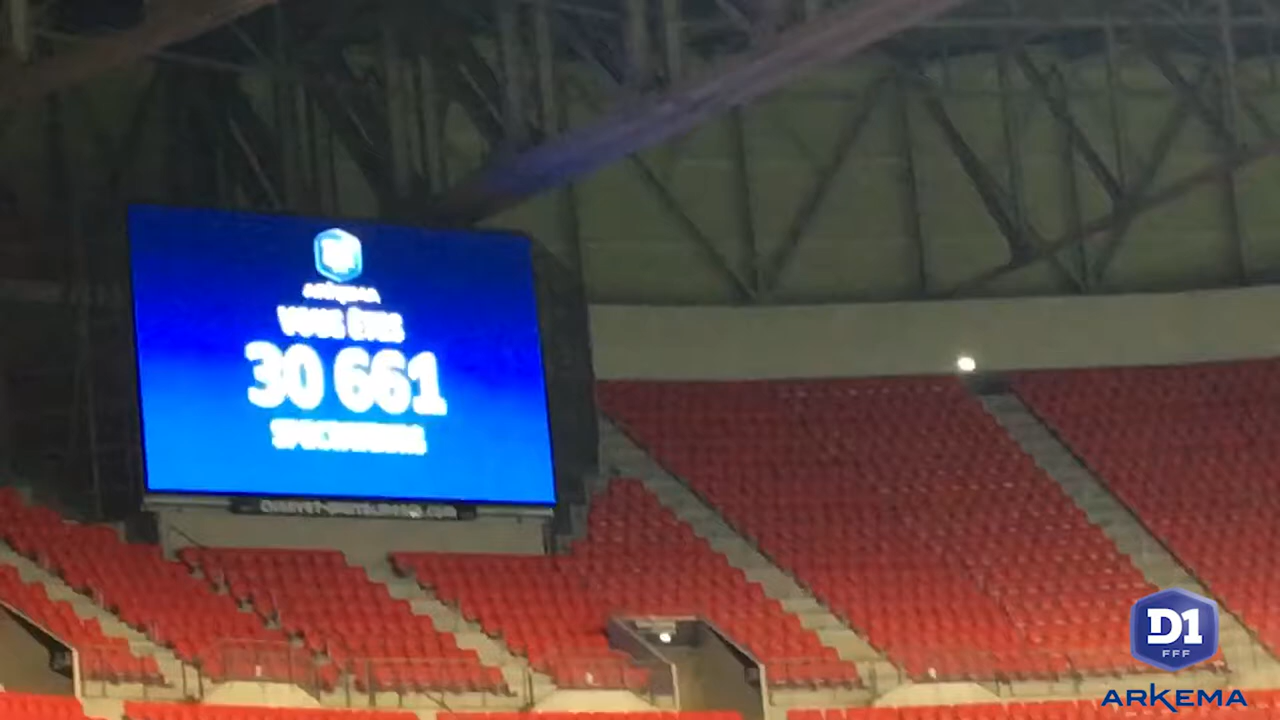 ARKEMA
VOUS ÊTES
30 661
SPECTATEURS
D1
FFF
ARKEMA